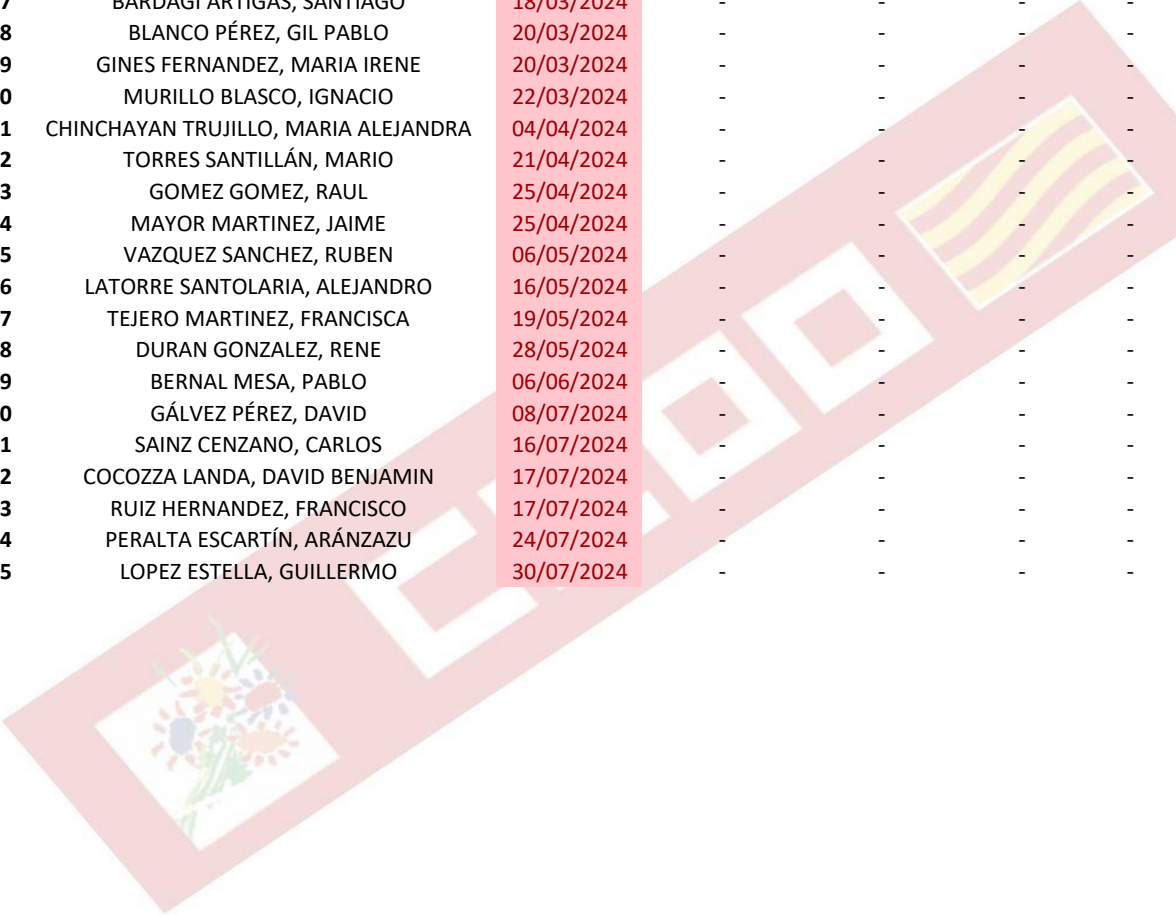 7 BARDAGI ARTIGAS, SANTIAGO 18/03/2024 - - - -
8 BLANCO PÉREZ, GIL PABLO 20/03/2024 - - - -
9 GINES FERNANDEZ, MARIA IRENE 20/03/2024 - - - -
0 MURILLO BLASCO, IGNACIO 22/03/2024 - - - -
1 CHINCHAYAN TRUJILLO, MARIA ALEJANDRA 04/04/2024 - - - -
2 TORRES SANTILLÁN, MARIO 21/04/2024 - - - -
3 GOMEZ GOMEZ, RAUL 25/04/2024 - - - -
4 MAYOR MARTINEZ, JAIME 25/04/2024 - - - -
5 VAZQUEZ SANCHEZ, RUBEN 06/05/2024 - - - -
6 LATORRE SANTOLARIA, ALEJANDRO 16/05/2024 - - - -
7 TEJERO MARTINEZ, FRANCISCA 19/05/2024 - - - -
8 DURAN GONZALEZ, RENE 28/05/2024 - - - -
9 BERNAL MESA, PABLO 06/06/2024 - - - -
0 GÁLVEZ PÉREZ, DAVID 08/07/2024 - - - -
1 SAINZ CENZANO, CARLOS 16/07/2024 - - - -
2 COCOZZA LANDA, DAVID BENJAMIN 17/07/2024 - - - -
3 RUIZ HERNANDEZ, FRANCISCO 17/07/2024 - - - -
4 PERALTA ESCARTÍN, ARÁNZAZU 24/07/2024 - - - -
5 LOPEZ ESTELLA, GUILLERMO 30/07/2024 - - - -
CCOO